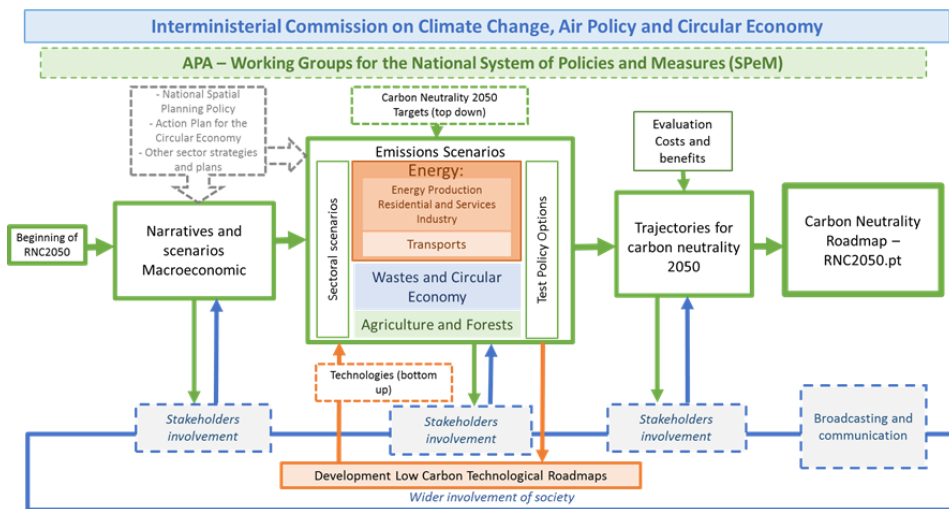 Interministerial Commission on Climate Change, Air Policy and Circular Economy
APA – Working Groups for the National System of Policies and Measures (SPeM)
- National Spatial
Planning Policy
- Action Plan for the
Circular Economy
- Other sector strategies
and plans
Carbon Neutrality 2050
Targets (top down)
Evaluation
Costs and
benefits
Beginning of
RNC2050
Narratives and
scenarios
Macroeconomic
Emissions Scenarios
Sectoral scenarios
Energy:
Energy Production
Residential and Services
Industry
Transports
Wastes and Circular
Economy
Agriculture and Forests
Test Policy Options
Trajectories for
carbon neutrality
2050
Carbon Neutrality
Roadmap –
RNC2050.pt
Technologies (bottom
up)
Stakeholders
involvement
Stakeholders
involvement
Stakeholders
involvement
Broadcasting and
communication
Development Low Carbon Technological Roadmaps
Wider involvement of society